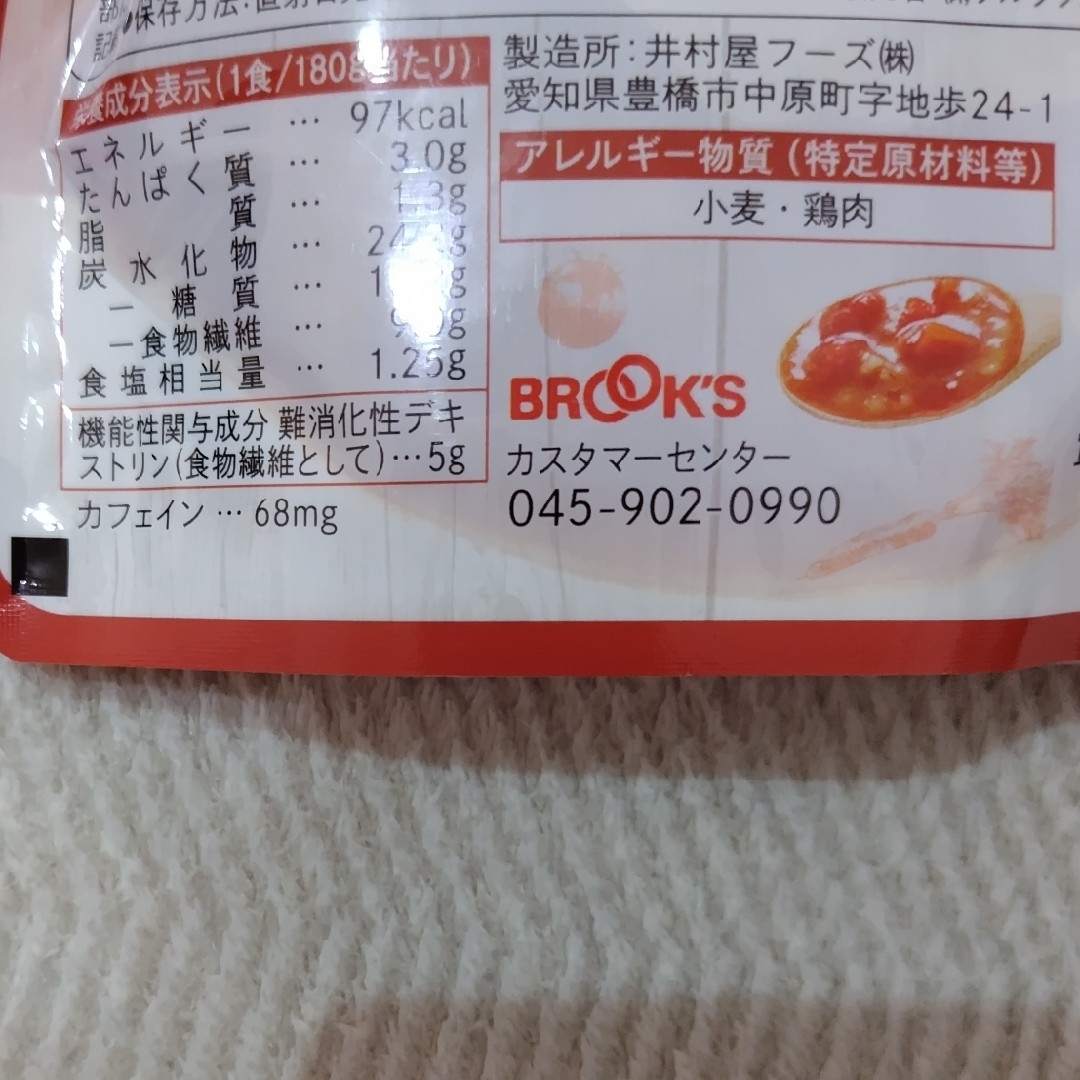 保存方法:直射日光
栄養成分表示(1食/180g当たり)
エネルギー … 97kcal
たんぱく質 … 3.0g
脂質 … 1.3g
炭水化物 …
ー糖質 …
ー食物繊維 …
食塩相当量 … 1.25g
機能性関与成分 難消化性デキ
ストリン(食物繊維として)…5g
カフェイン … 68mg
製造所:井村屋フーズ㈱
愛知県豊橋市中原町字地歩24-1
アレルギー物質(特定原材料等)
小麦・鶏肉
BROOK'S
カスタマーセンター
045-902-0990